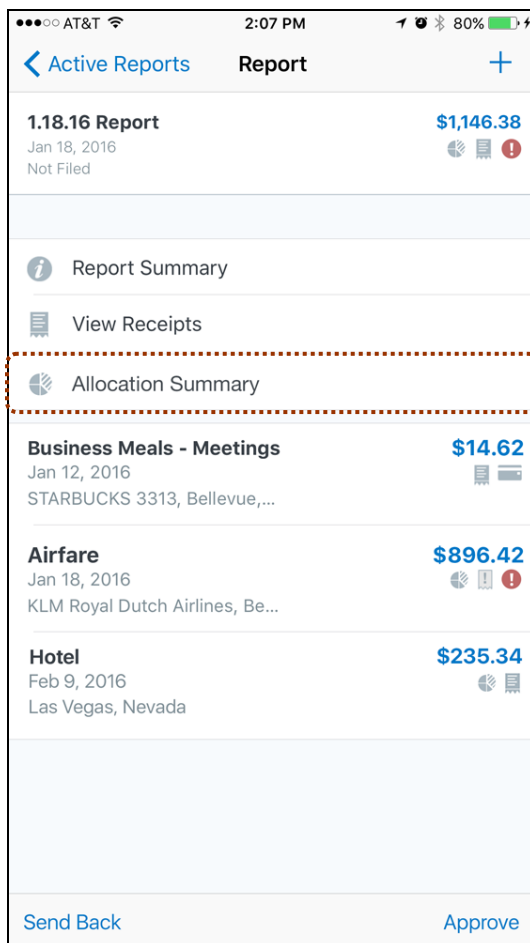 AT&T 2:07 PM 80%
Active Reports Report +
1.18.16 Report $1,146.38
Jan 18, 2016
Not Filed
Report Summary
View Receipts
Allocation Summary
Business Meals - Meetings $14.62
Jan 12, 2016
STARBUCKS 3313, Bellevue,...
Airfare $896.42
Jan 18, 2016
KLM Royal Dutch Airlines, Be...
Hotel $235.34
Feb 9, 2016
Las Vegas, Nevada
Send Back Approve